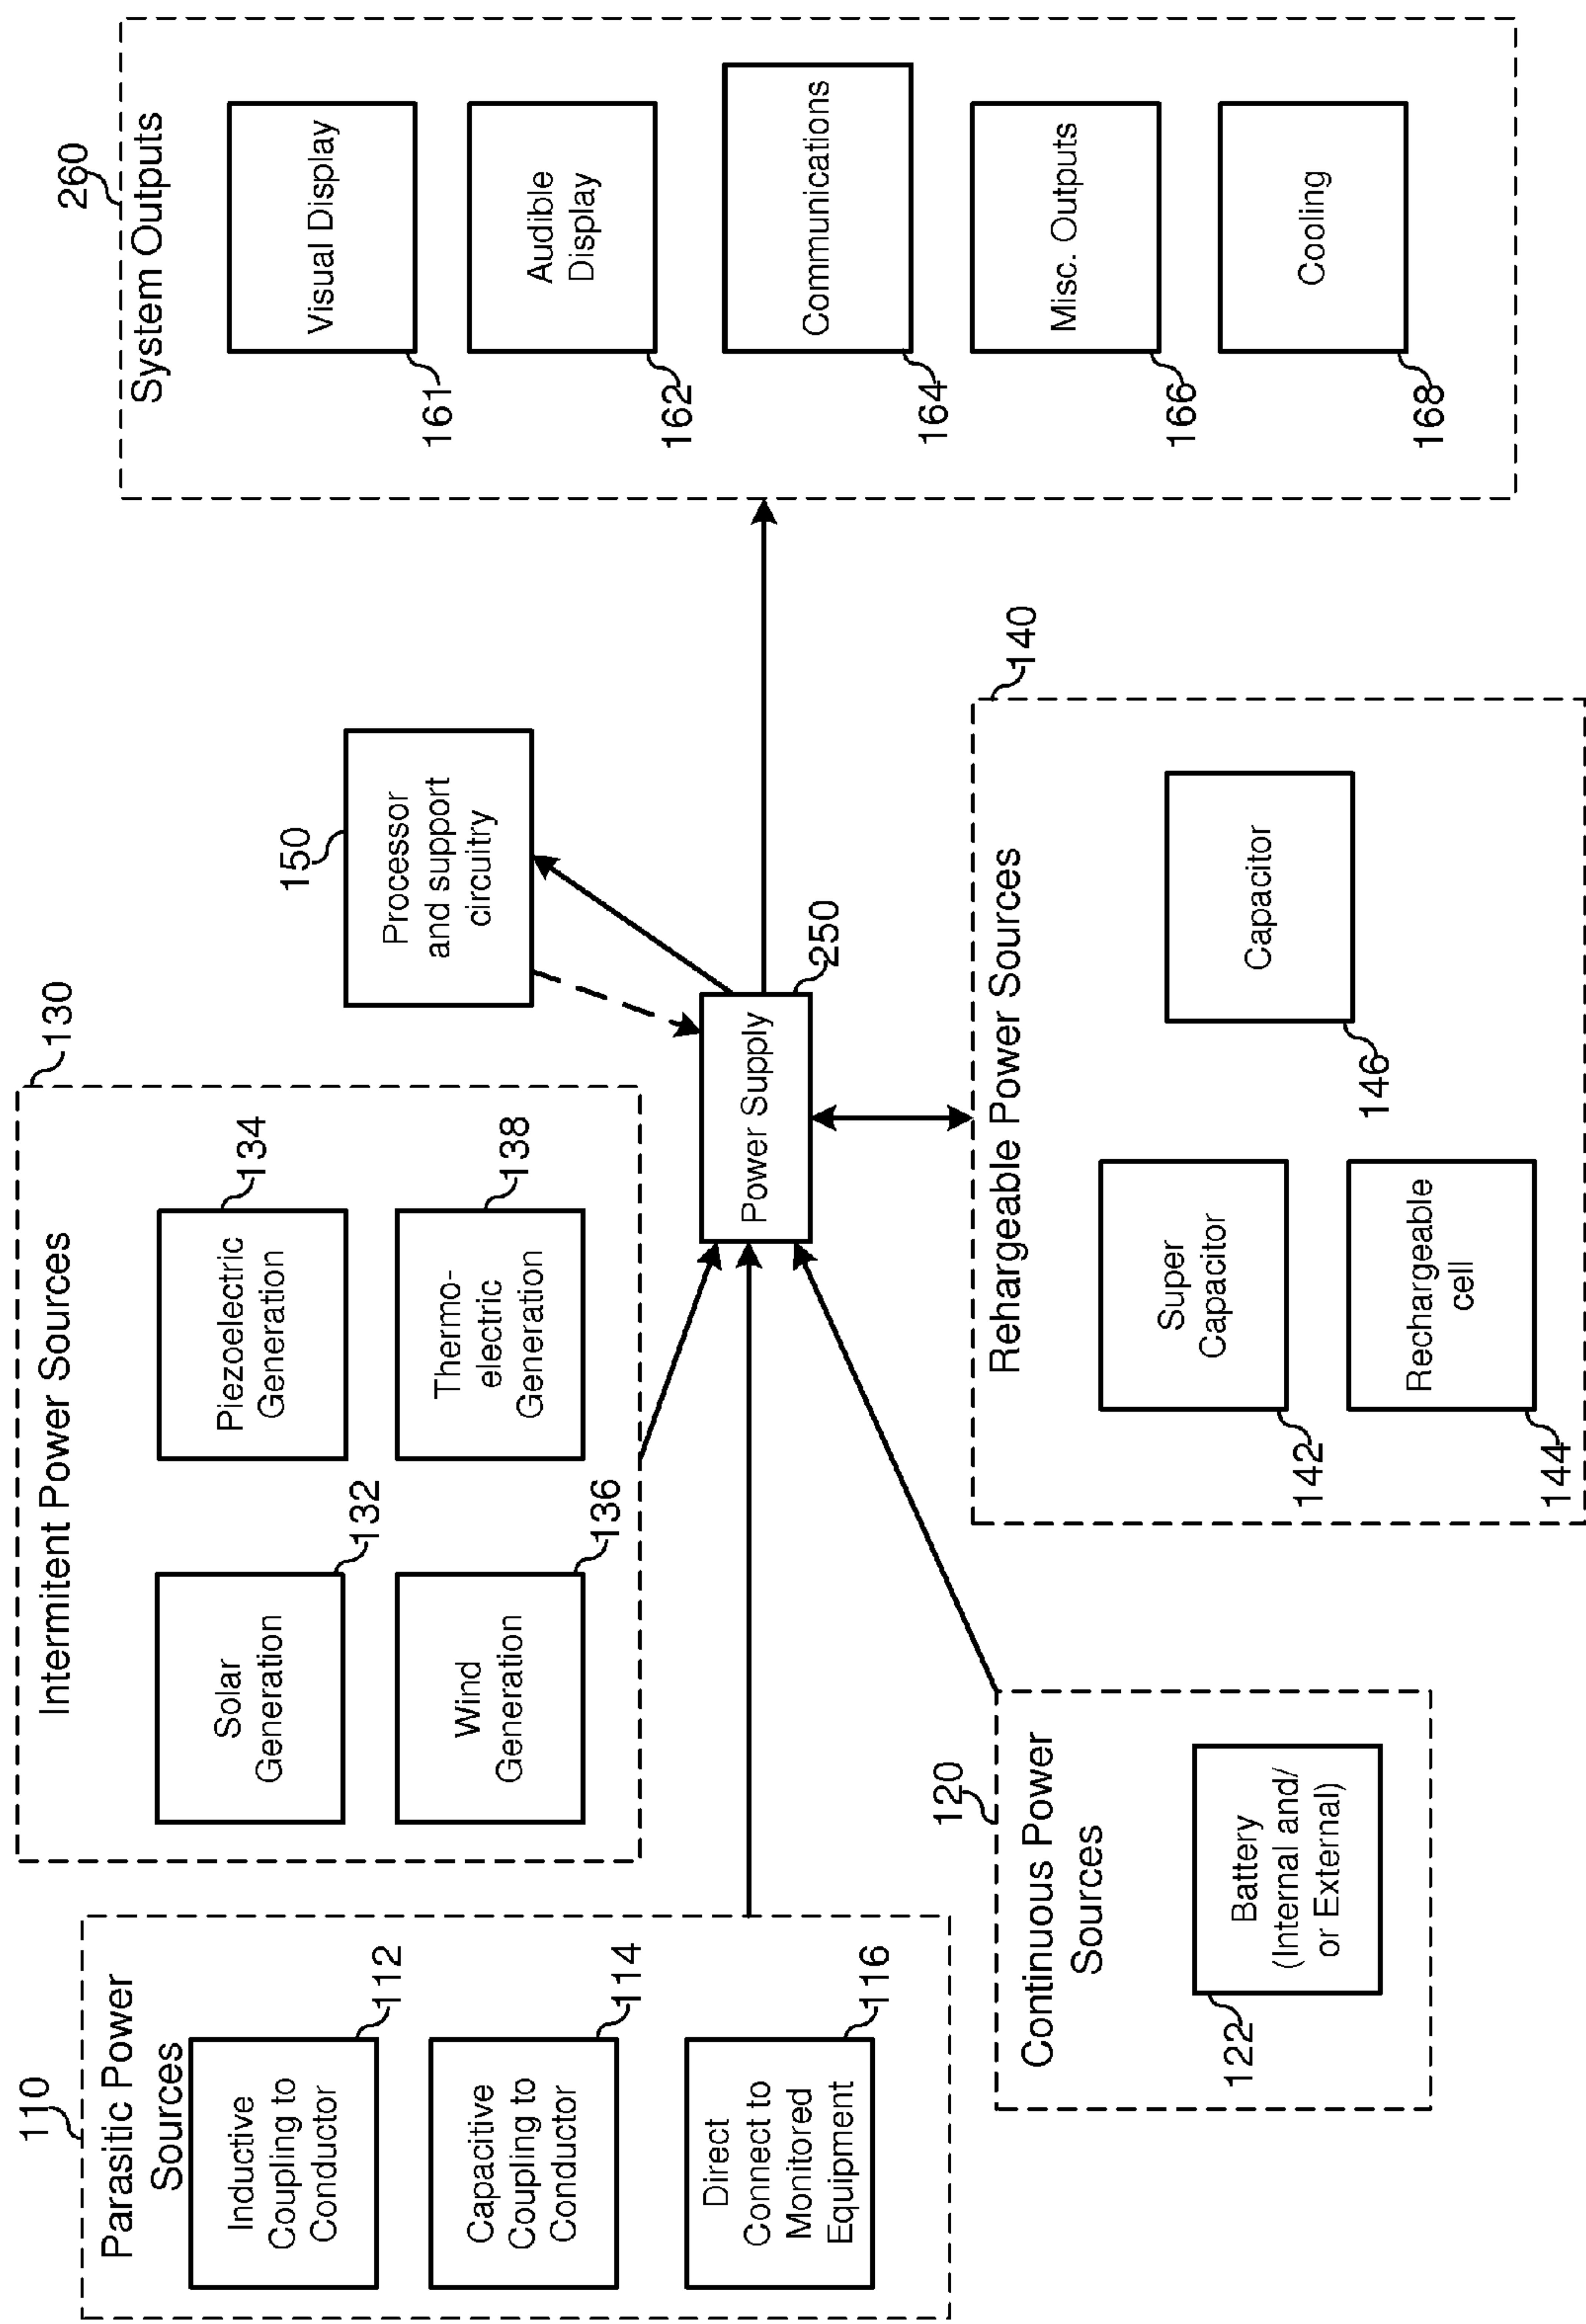 110
Parasitic Power
Sources
Inductive
Coupling to
Conductor
112
Capacitive
Coupling to
Conductor
114
Direct
Connect to
Monitored
Equipment
116
130
Intermitent Power Sources
Solar
Generation
132
Piezoelectric
Generation
134
Wind
Generation
136
Thermo-
electric
Generation
138
120
Continuous Power
Sources
Battery
(Internal and/
or External)
122
150
Processor
and support
circuitry
Power Supply
250
140
Rehargeable Power Sources
Super
Capacitor
142
Rechargeable
cell
144
Capacitor
146
260
System Outputs
Visual Display
161
Audible
Display
162
Communications
164
Misc. Outputs
166
Cooling
168